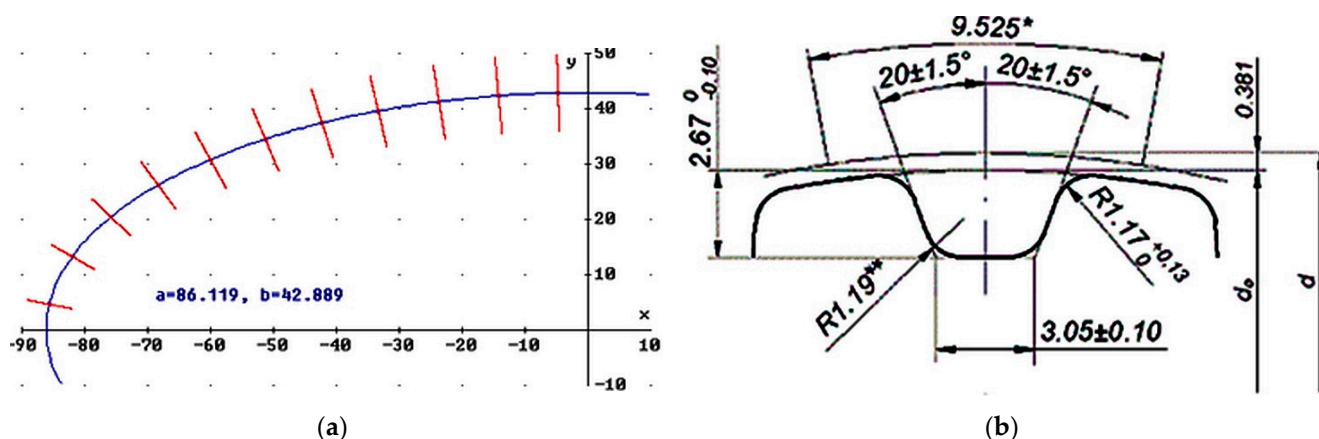 50
y
40
30
20
10
a=86.119, b=42.889
x
-90 -80 -70 -60 -50 -40 -30 -20 -10 10
-10
(a)
9.525*
20±1.5° 20±1.5°
2.67 0 -0.10
0.381
R1.17 +0.13 0
R1.19**
3.05±0.10
d₀
d
(b)